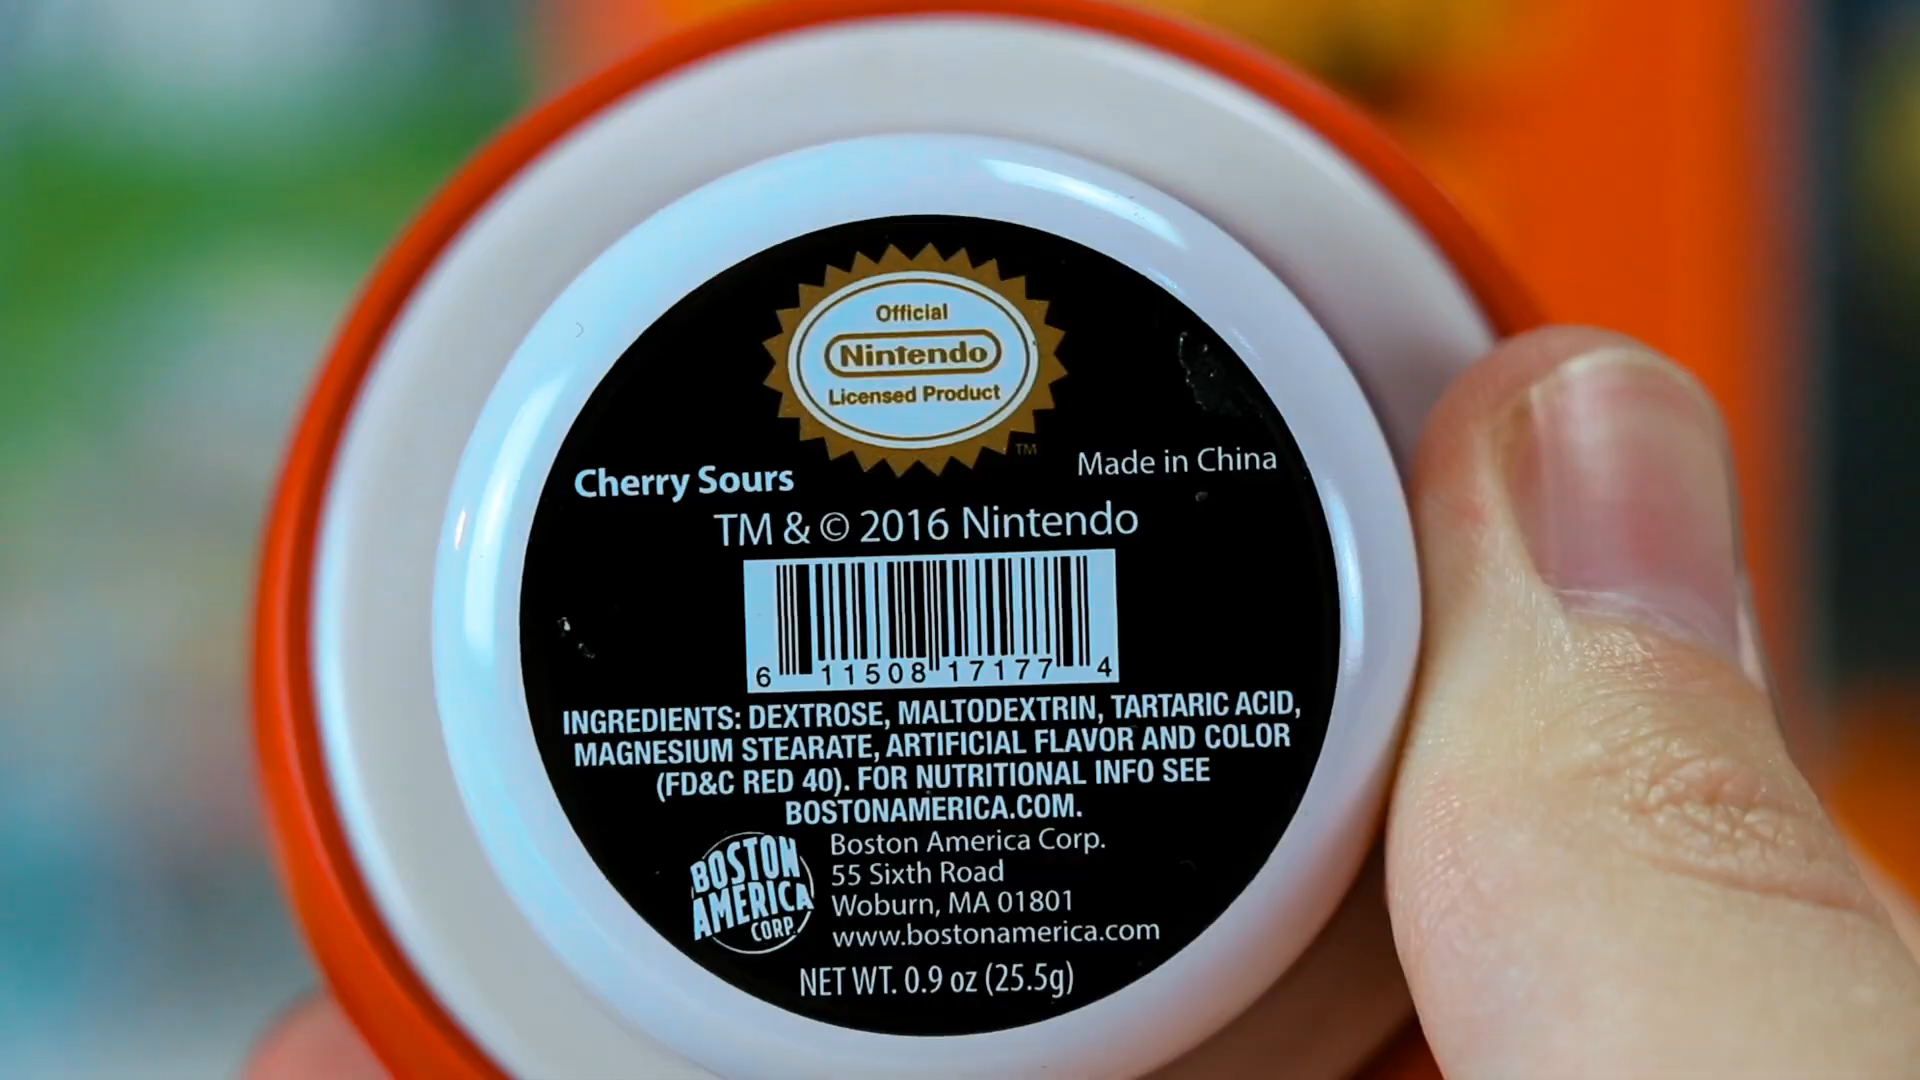 Official
Nintendo
Licensed Product
TM
Cherry Sours
Made in China
TM & © 2016 Nintendo
6 11508 17177 4
INGREDIENTS: DEXTROSE, MALTODEXTRIN, TARTARIC ACID,
MAGNESIUM STEARATE, ARTIFICIAL FLAVOR AND COLOR
(FD&C RED 40). FOR NUTRITIONAL INFO SEE
BOSTONAMERICA.COM.
BOSTON
AMERICA
CORP.
Boston America Corp.
55 Sixth Road
Woburn, MA 01801
www.bostonamerica.com
NET WT. 0.9 oz (25.5g)